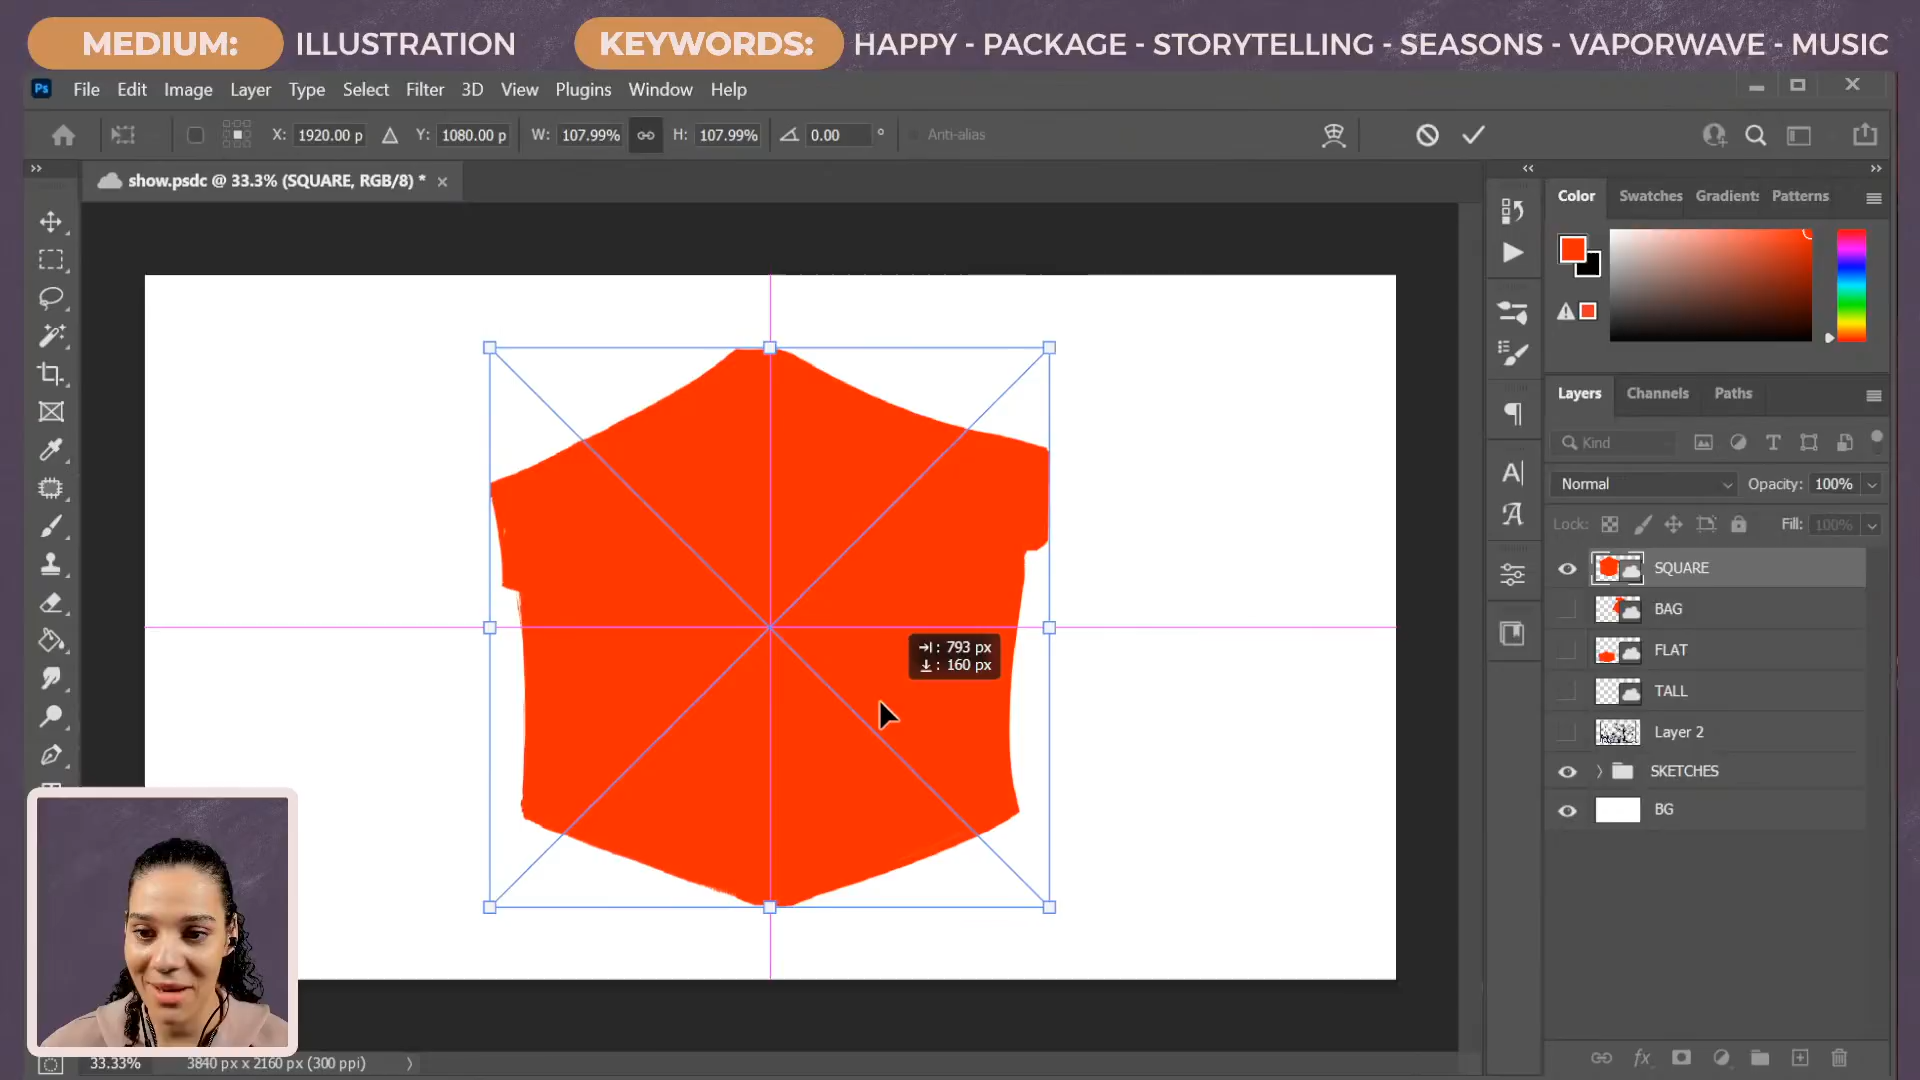 MEDIUM: ILLUSTRATION KEYWORDS: HAPPY - PACKAGE - STORYTELLING - SEASONS - VAPORWAVE - MUSIC
Ps File Edit Image Layer Type Select Filter 3D View Plugins Window Help
X: 1920.00 p Y: 1080.00 p W: 107.99% H: 107.99% 0.00 ° Anti-alias
show.psdc @ 33.3% (SQUARE, RGB/8) *
Color Swatches Gradients Patterns
Layers Channels Paths
Kind
Normal Opacity: 100%
Lock: Fill: 100%
SQUARE
BAG
FLAT
TALL
Layer 2
SKETCHES
BG
: 793 px
: 160 px
33.33% 3840 px x 2160 px (300 ppi)
fx